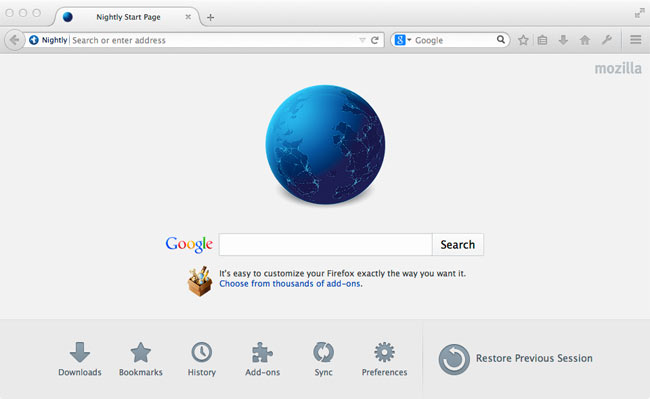 Nightly Start Page
Nightly Search or enter address
Google
mozilla
Google Search
It's easy to customize your Firefox exactly the way you want it.
Choose from thousands of add-ons.
Downloads Bookmarks History Add-ons Sync Preferences
Restore Previous Session